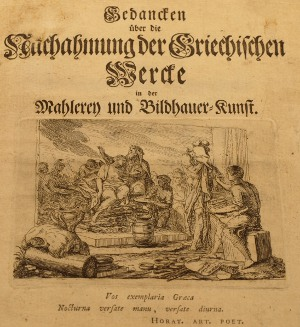 Gedancken
über die
Nachahmung der Griechischen
Wercke
in der
Mahlerey und Bildhauer-Kunst.
Vos exemplaria Græca
Nocturna versate manu, versate diurna.
HORAT. ART. POET.